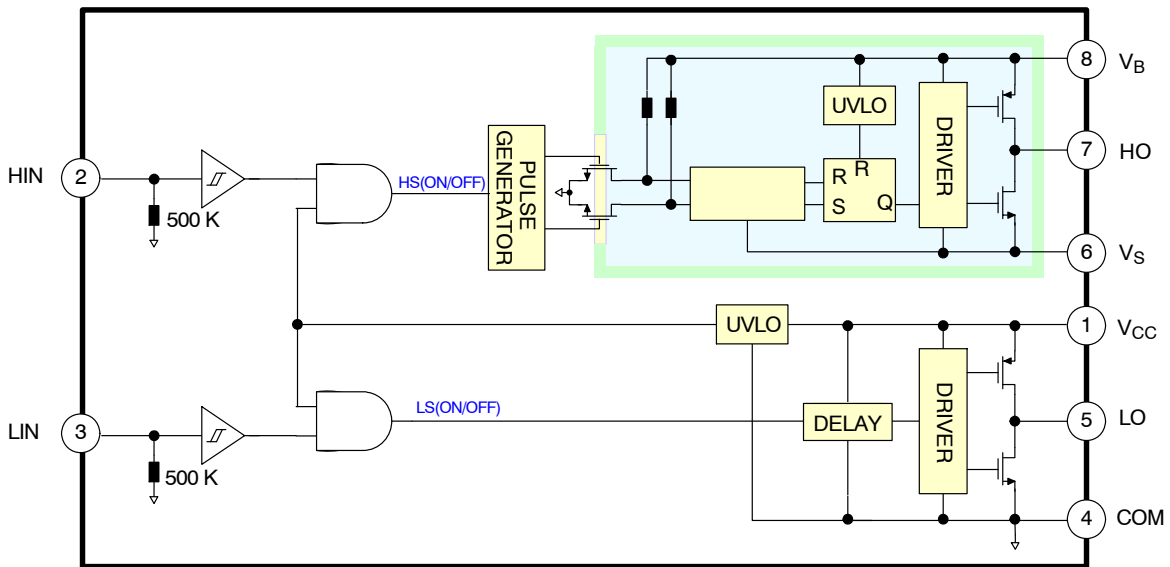 8
V_B
UVLO
DRIVER
PULSE
GENERATOR
7
HO
HIN
2
R
R
HS(ON/OFF)
S
Q
500 K
6
V_S
UVLO
1
V_CC
DRIVER
LIN
3
LS(ON/OFF)
DELAY
5
LO
500 K
4
COM